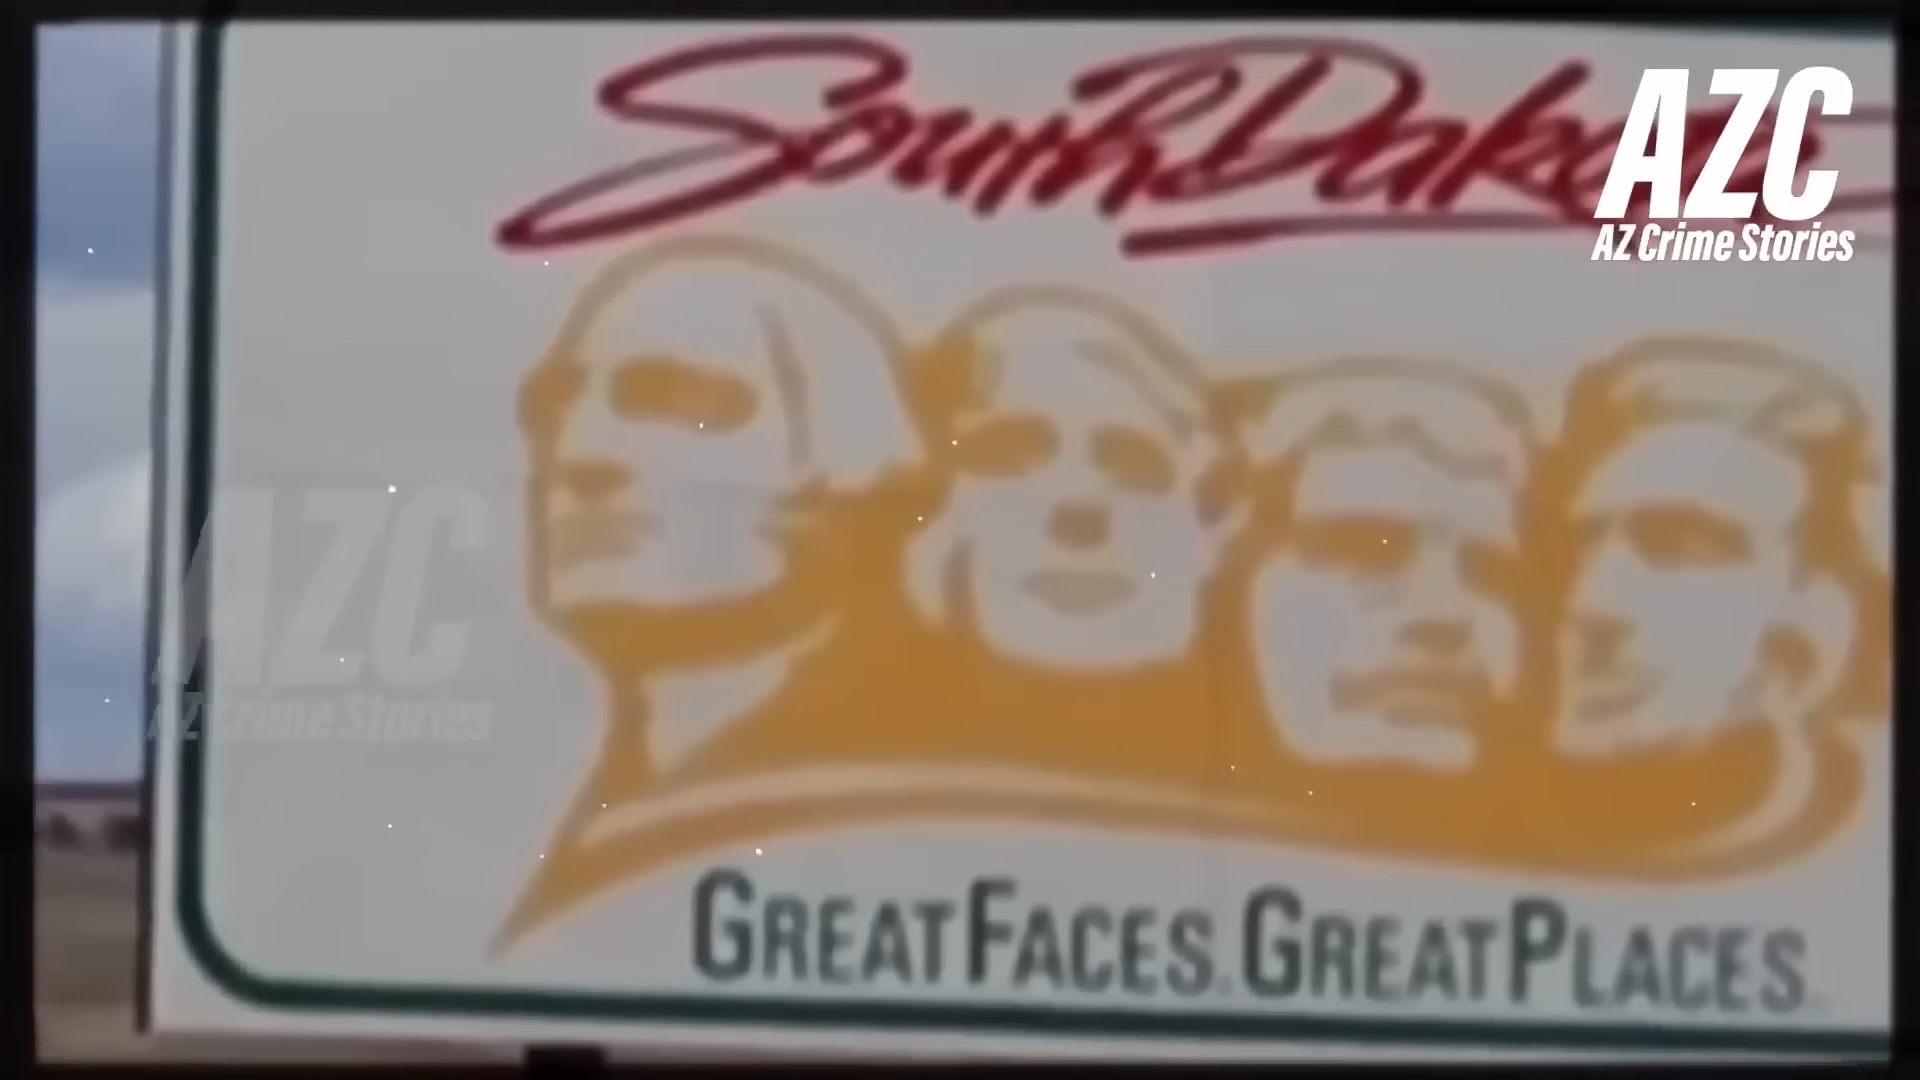 South Dakota
AZC
AZ Crime Stories
AZC
AZ Crime Stories
GREAT FACES. GREAT PLACES.